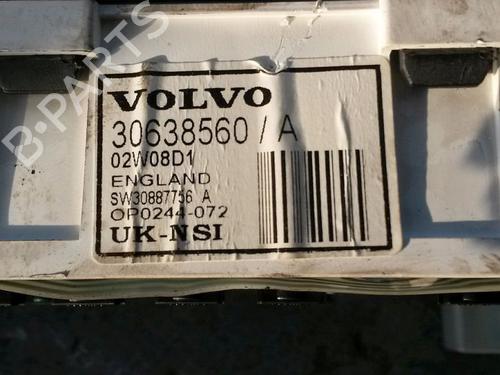 B-PARTS
VOLVO
30638560 / A
02W08D1
ENGLAND
SW30887756 A
OP0244-072
UK-NSI